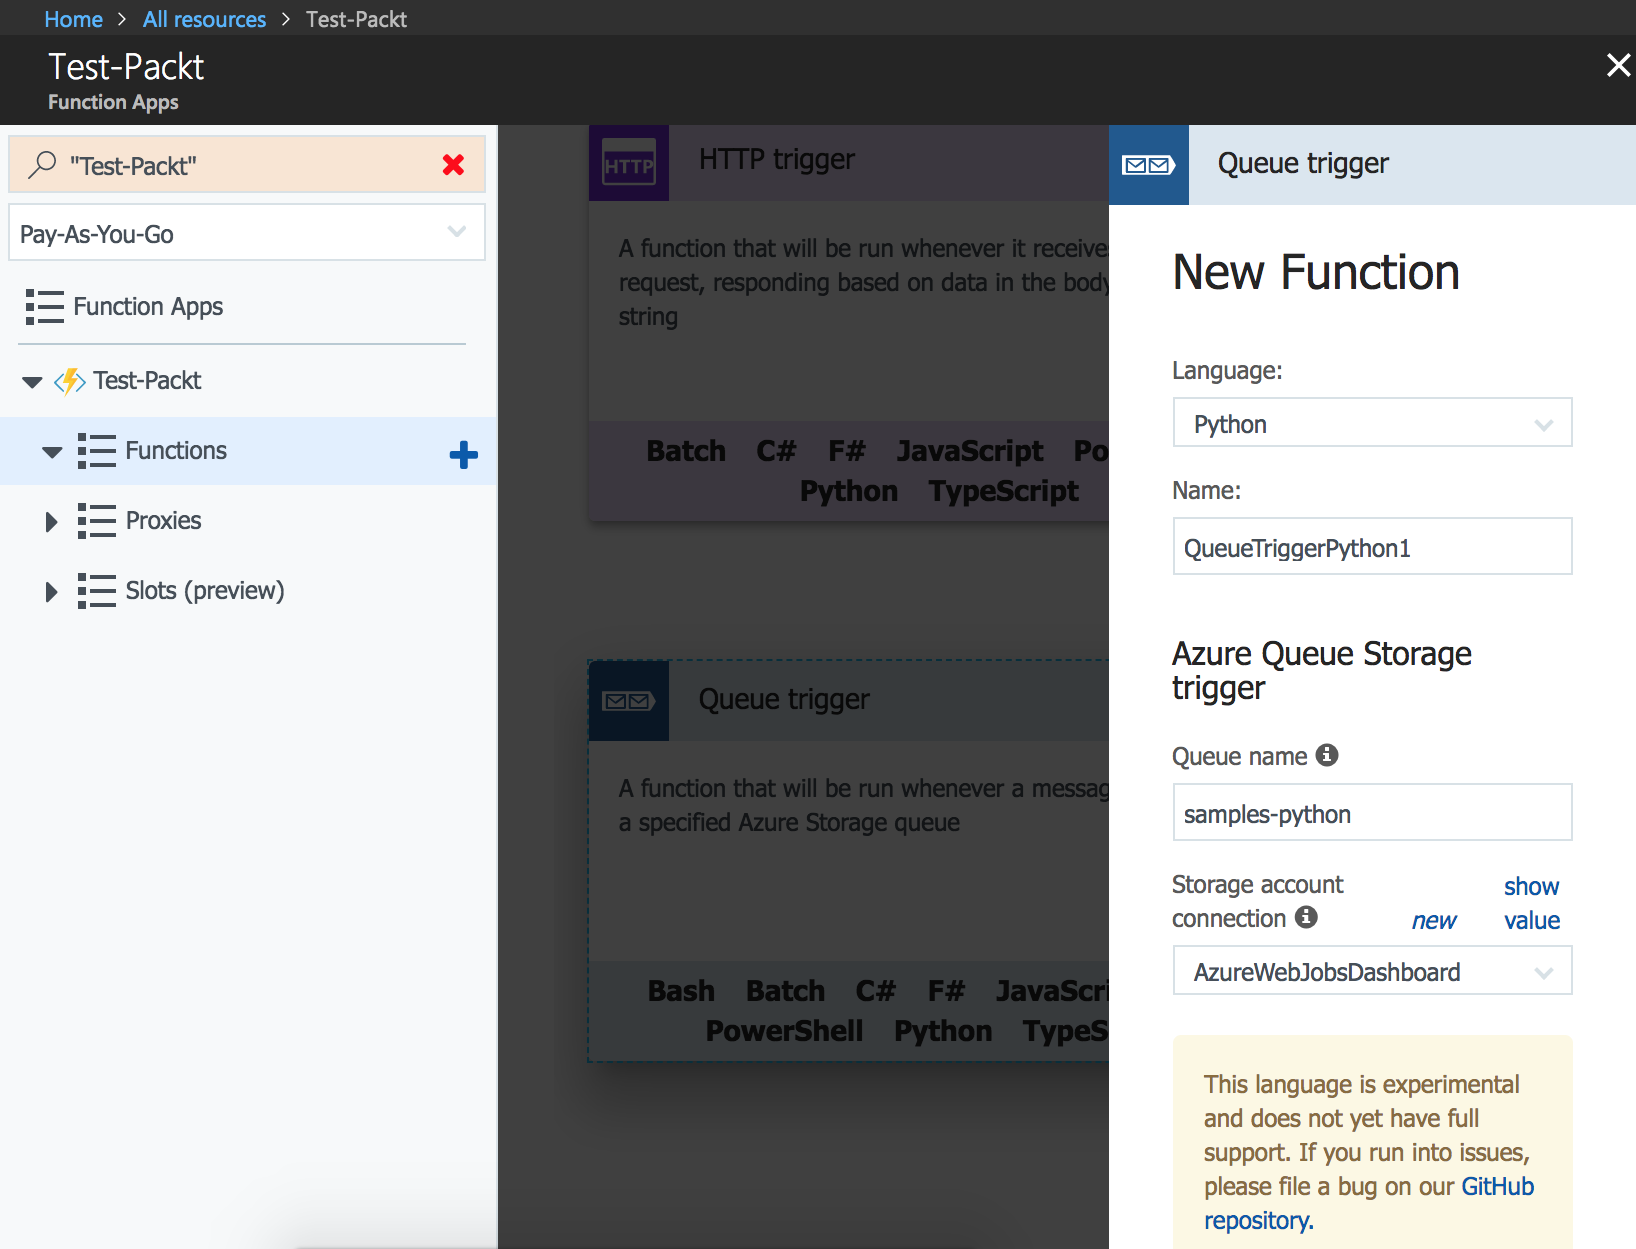 Home > All resources > Test-Packt
Test-Packt
Function Apps
"Test-Packt"
Pay-As-You-Go
Function Apps
Test-Packt
Functions
Proxies
Slots (preview)
HTTP
HTTP trigger
A function that will be run whenever it receives
request, responding based on data in the body
string
Batch C# F# JavaScript Po
Python TypeScript
Queue trigger
A function that will be run whenever a messag
a specified Azure Storage queue
Bash Batch C# F# JavaScri
PowerShell Python TypeS
Queue trigger
New Function
Language:
Python
Name:
QueueTriggerPython1
Azure Queue Storage
trigger
Queue name
samples-python
Storage account show
connection new value
AzureWebJobsDashboard
This language is experimental
and does not yet have full
support. If you run into issues,
please file a bug on our GitHub
repository.